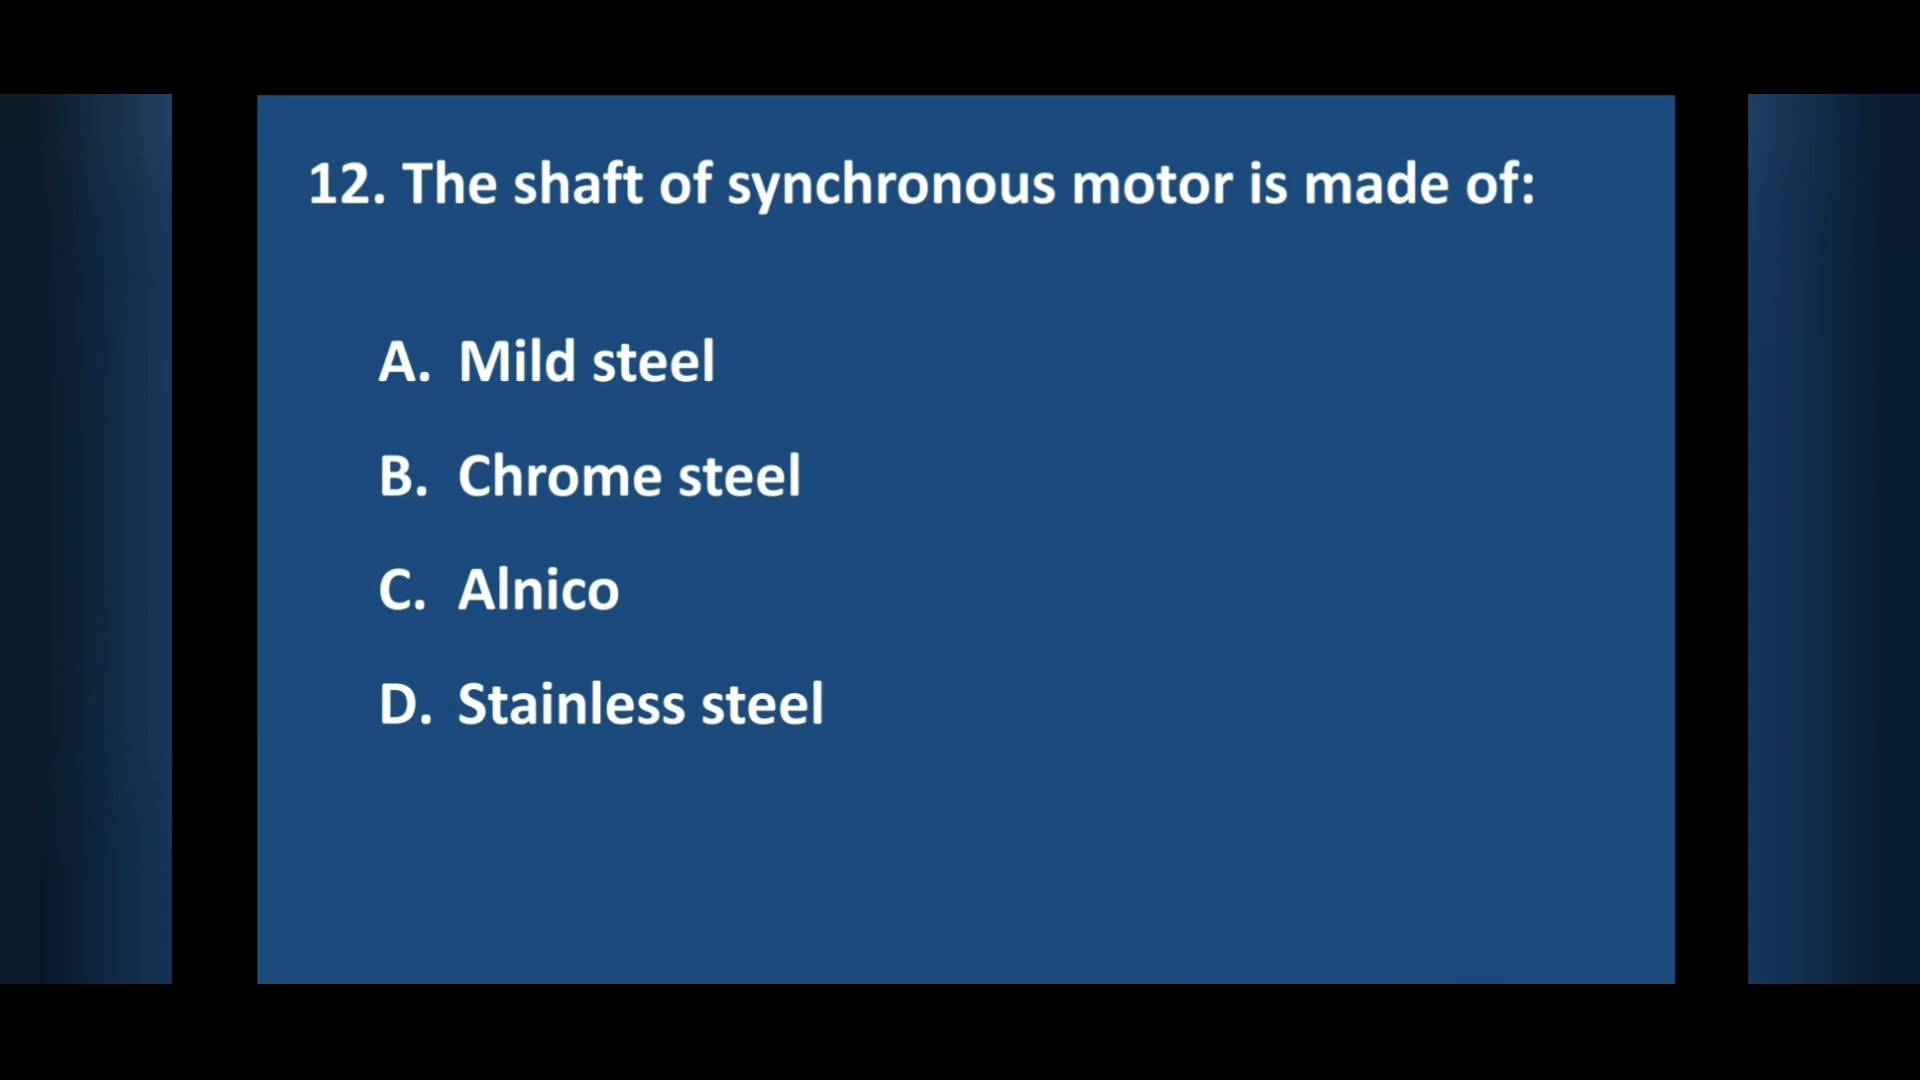 12. The shaft of synchronous motor is made of:
A. Mild steel
B. Chrome steel
C. Alnico
D. Stainless steel